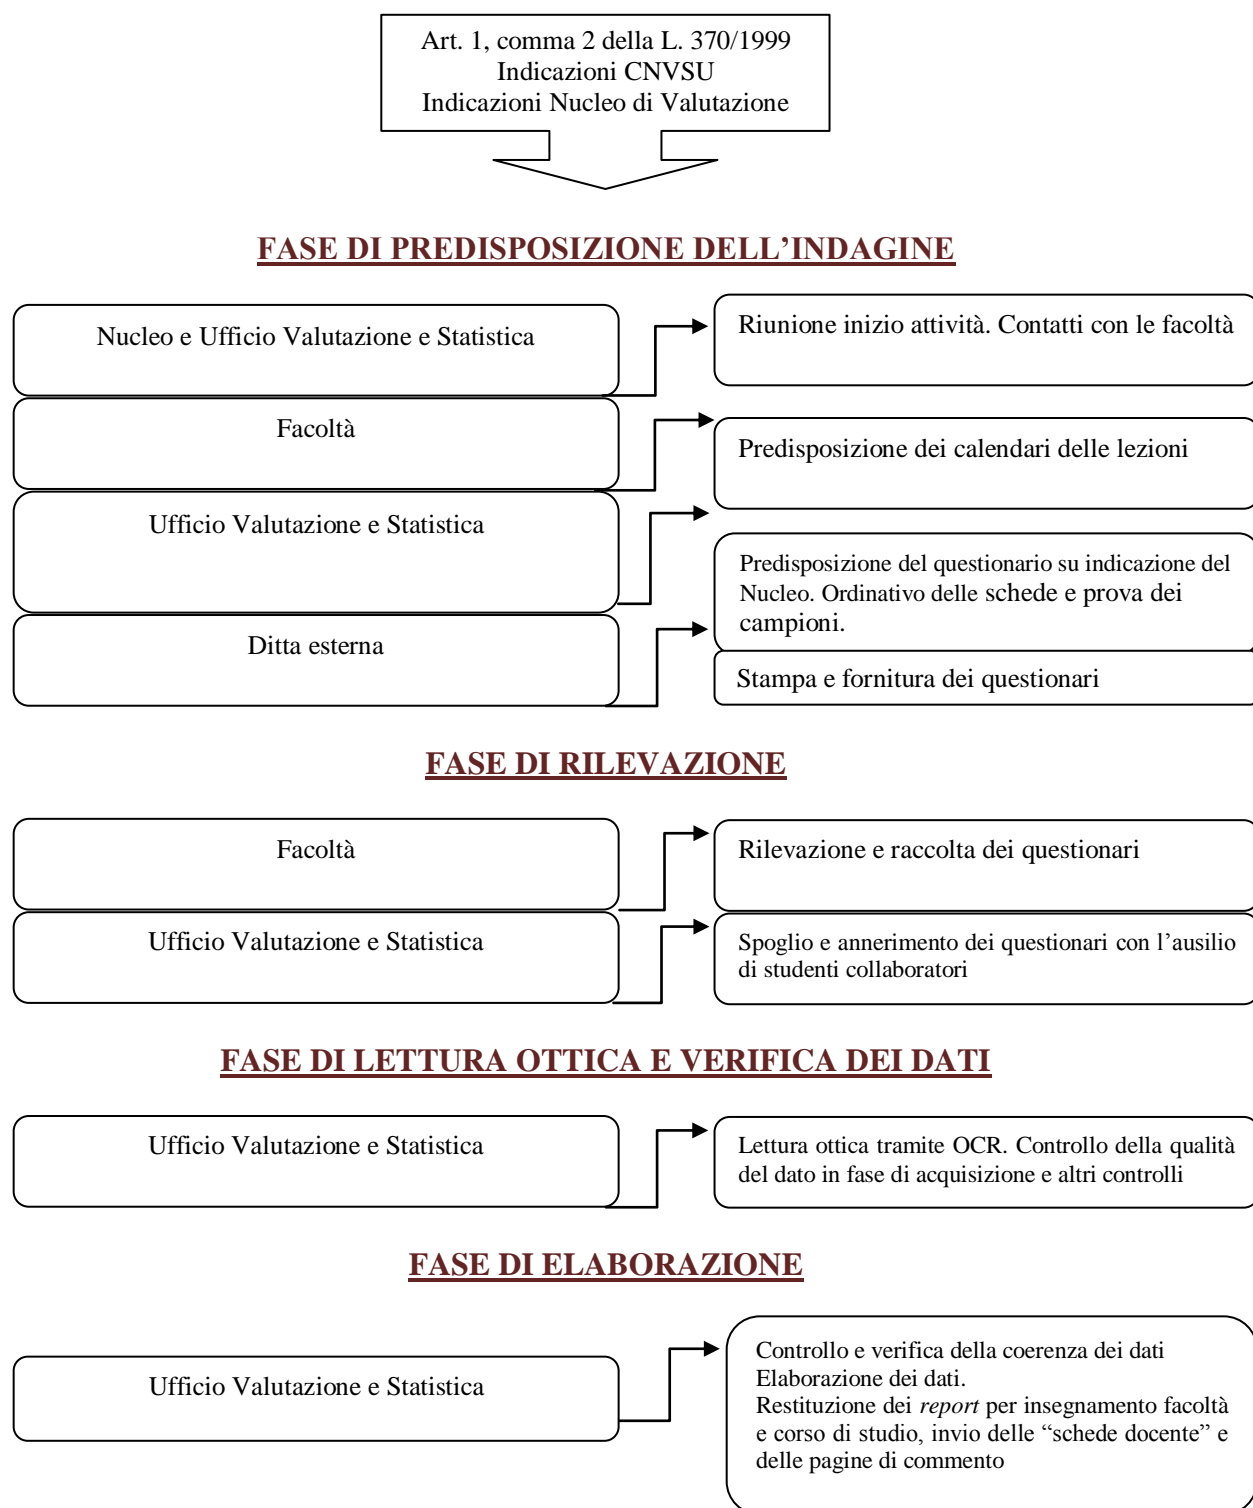 Art. 1, comma 2 della L. 370/1999
Indicazioni CNVSU
Indicazioni Nucleo di Valutazione
FASE DI PREDISPOSIZIONE DELL’INDAGINE
Nucleo e Ufficio Valutazione e Statistica
Riunione inizio attività. Contatti con le facoltà
Facoltà
Predisposizione dei calendari delle lezioni
Ufficio Valutazione e Statistica
Predisposizione del questionario su indicazione del
Nucleo. Ordinativo delle schede e prova dei
campioni.
Ditta esterna
Stampa e fornitura dei questionari
FASE DI RILEVAZIONE
Facoltà
Rilevazione e raccolta dei questionari
Ufficio Valutazione e Statistica
Spoglio e annerimento dei questionari con l’ausilio
di studenti collaboratori
FASE DI LETTURA OTTICA E VERIFICA DEI DATI
Ufficio Valutazione e Statistica
Lettura ottica tramite OCR. Controllo della qualità
del dato in fase di acquisizione e altri controlli
FASE DI ELABORAZIONE
Ufficio Valutazione e Statistica
Controllo e verifica della coerenza dei dati
Elaborazione dei dati.
Restituzione dei report per insegnamento facoltà
e corso di studio, invio delle “schede docente” e
delle pagine di commento